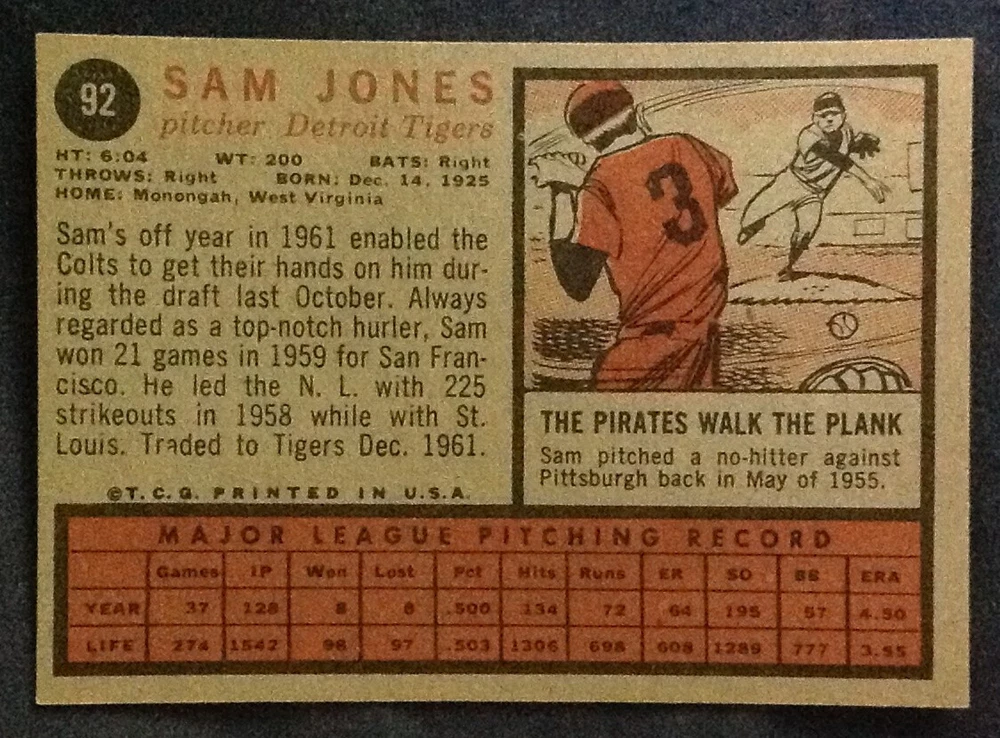 92
SAM JONES
pitcher Detroit Tigers
HT: 6:04 WT: 200 BATS: Right
THROWS: Right BORN: Dec. 14, 1925
HOME: Monongah, West Virginia
Sam's off year in 1961 enabled the
Colts to get their hands on him dur-
ing the draft last October. Always
regarded as a top-notch hurler, Sam
won 21 games in 1959 for San Fran-
cisco. He led the N. L. with 225
strikeouts in 1958 while with St.
Louis. Traded to Tigers Dec. 1961.
©T. C. G. PRINTED IN U.S.A.
3
THE PIRATES WALK THE PLANK
Sam pitched a no-hitter against
Pittsburgh back in May of 1955.
MAJOR LEAGUE PITCHING RECORD
Games IP Won Lost Pct Hits Runs ER SO BB ERA
YEAR 37 128 8 8 .500 134 72 64 195 57 4.50
LIFE 274 1542 98 97 .503 1306 698 608 1289 777 3.55